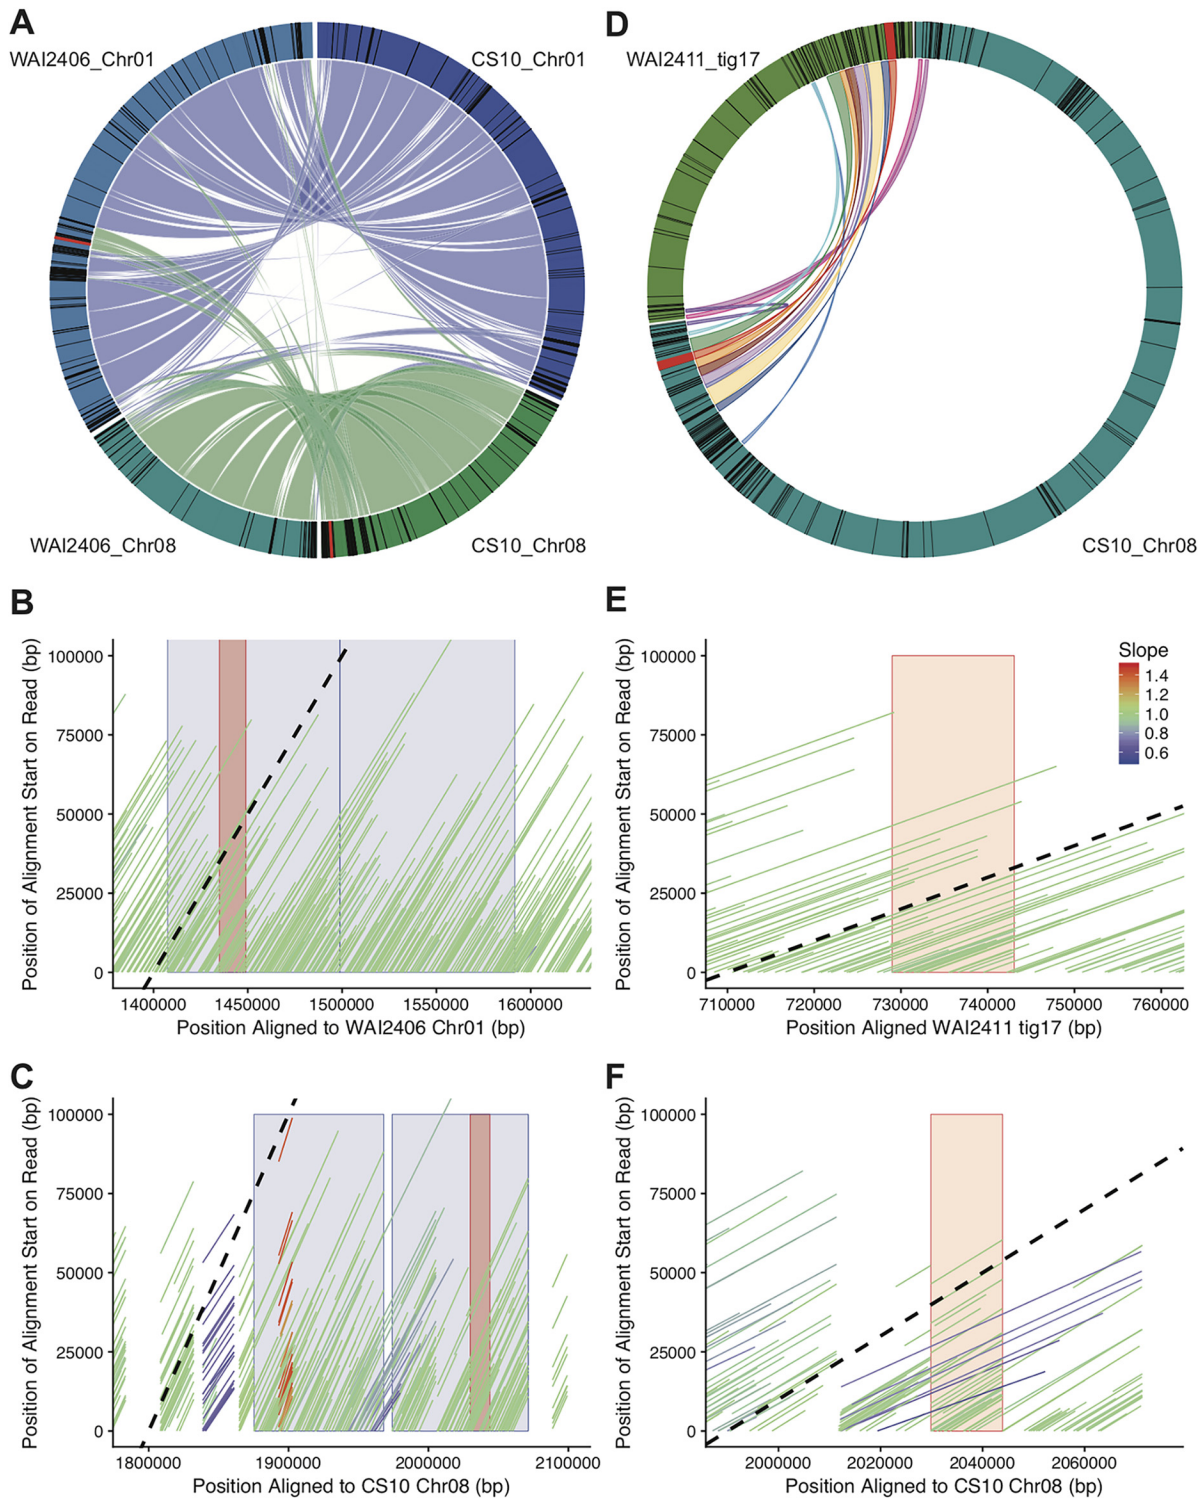 A
D
WAI2406_Chr01
CS10_Chr01
WAI2411_tig17
WAI2406_Chr08
CS10_Chr08
CS10_Chr08
B
Position of Alignment Start on Read (bp)
100000
75000
50000
25000
0
1400000
1450000
1500000
1550000
1600000
Position Aligned to WAI2406 Chr01 (bp)
E
Position of Alignment Start on Read (bp)
100000
75000
50000
25000
0
Slope
1.4
1.2
1.0
0.8
0.6
710000
720000
730000
740000
750000
760000
Position Aligned WAI2411 tig17 (bp)
C
Position of Alignment Start on Read (bp)
100000
75000
50000
25000
0
1800000
1900000
2000000
2100000
Position Aligned to CS10 Chr08 (bp)
F
Position of Alignment Start on Read (bp)
100000
75000
50000
25000
0
2000000
2020000
2040000
2060000
Position Aligned to CS10 Chr08 (bp)